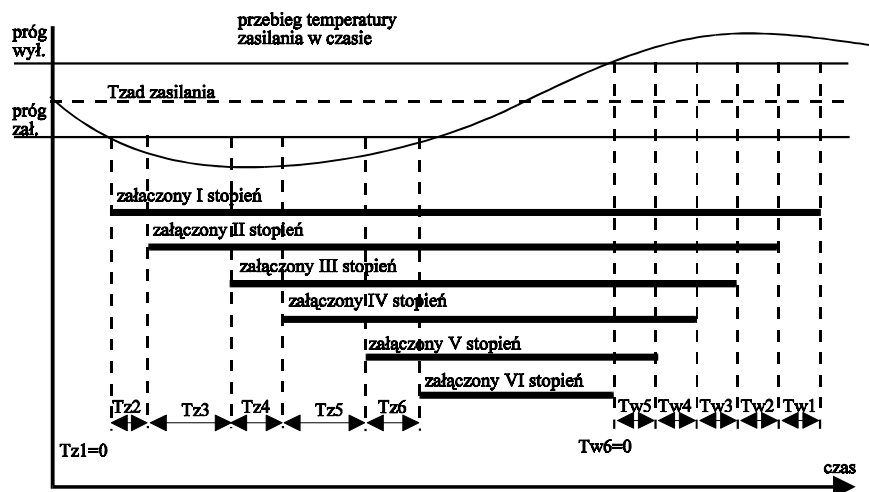 przebieg temperatury
zasilania w czasie
próg
wył.
Tzad zasilania
próg
zał.
załączony I stopień
załączony II stopień
załączony III stopień
załączony IV stopień
załączony V stopień
załączony VI stopień
Tz2
Tz3
Tz4
Tz5
Tz6
Tw5
Tw4
Tw3
Tw2
Tw1
Tz1=0
Tw6=0
czas